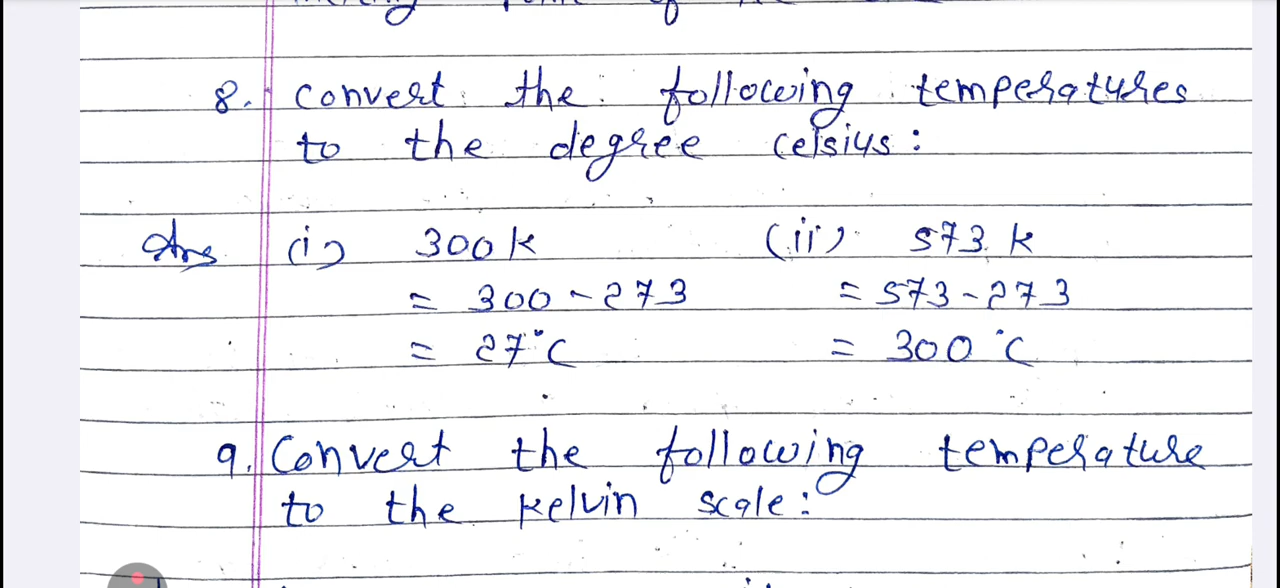 8. convert the following temperatures
to the degree celsius:
Ans (i) 300 k (ii) 573 k
= 300 - 273 = 573 - 273
= 27°C = 300 °C
9. Convert the following temperature
to the kelvin scale: